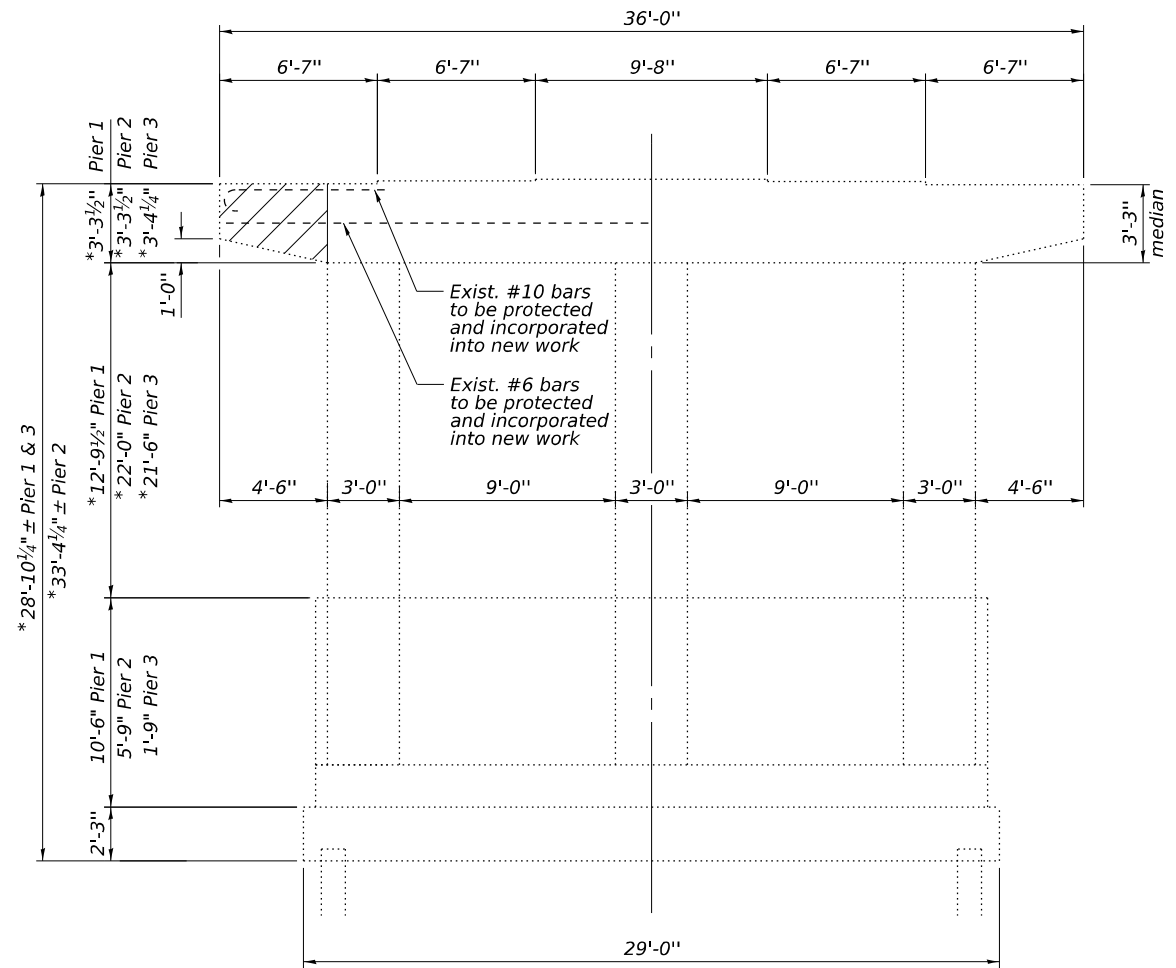 36'-0"
6'-7" 6'-7" 9'-8" 6'-7" 6'-7"
*3'-3½" Pier 1
*3'-3½" Pier 2
*3'-4¼" Pier 3
1'-0"
3'-3"
median
Exist. #10 bars
to be protected
and incorporated
into new work
Exist. #6 bars
to be protected
and incorporated
into new work
*12'-9½" Pier 1
*22'-0" Pier 2
*21'-6" Pier 3
*28'-10¼" ± Pier 1 & 3
*33'-4¼" ± Pier 2
4'-6" 3'-0" 9'-0" 3'-0" 9'-0" 3'-0" 4'-6"
10'-6" Pier 1
5'-9" Pier 2
1'-9" Pier 3
2'-3"
29'-0"